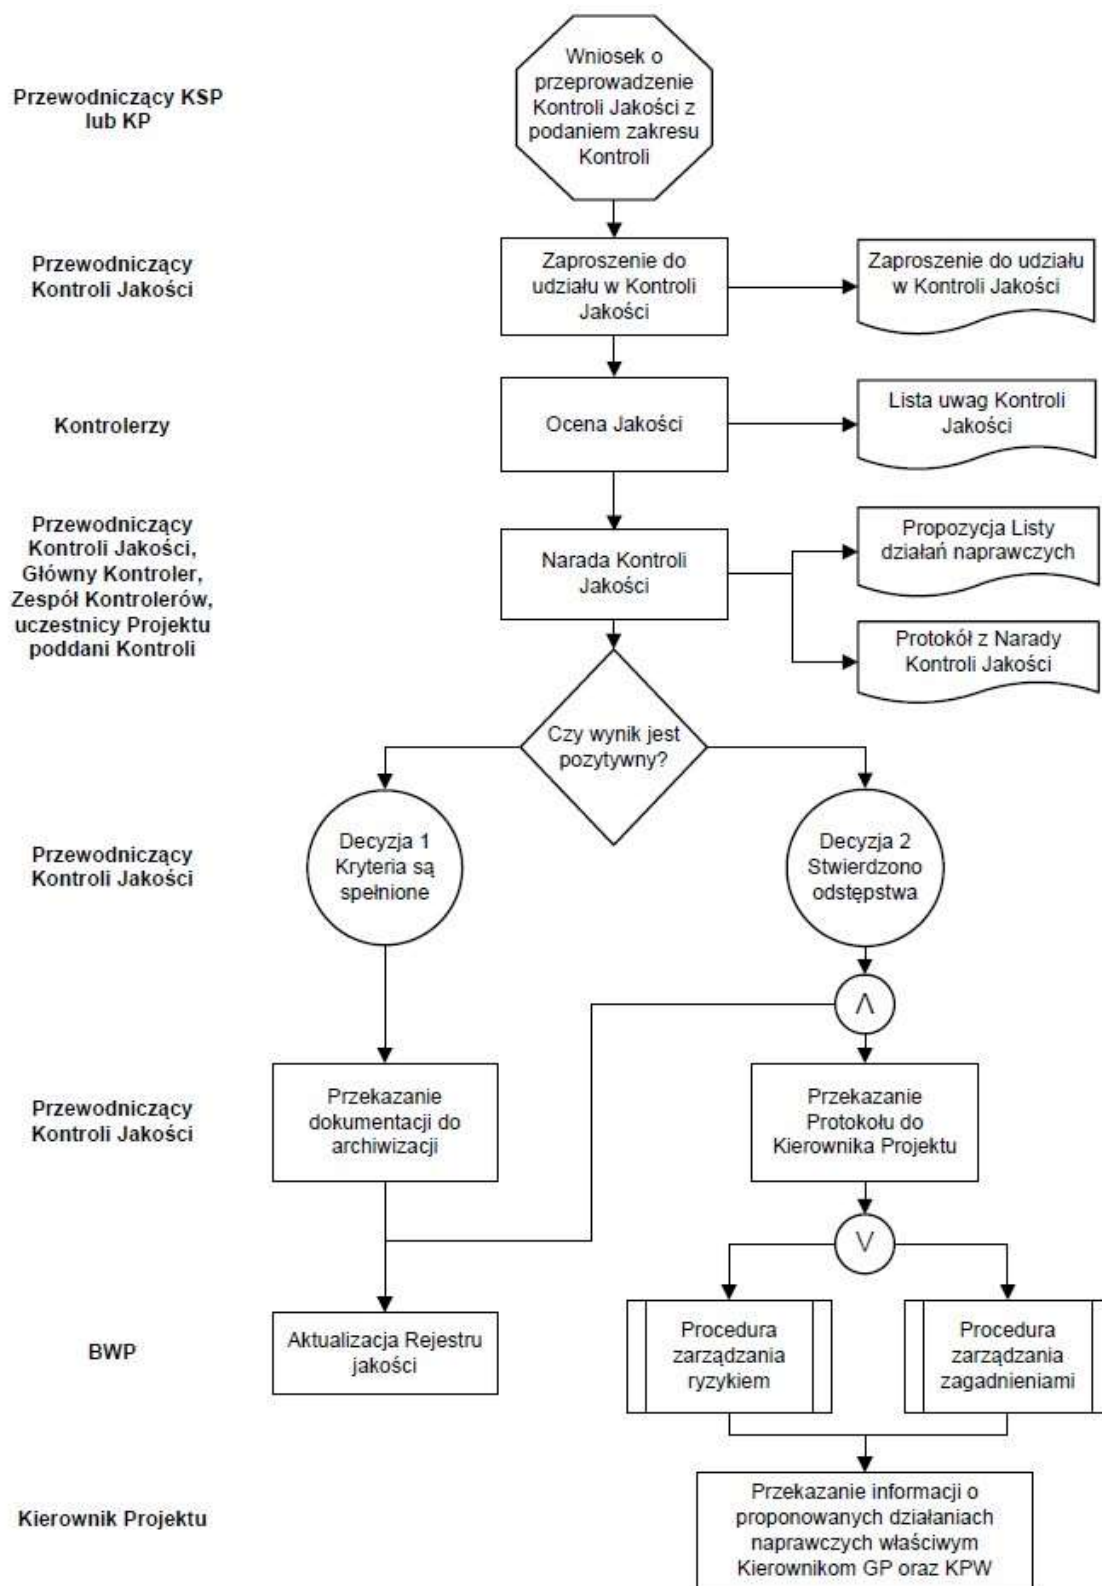 Przewodniczący KSP
lub KP
Wniosek o
przeprowadzenie
Kontroli Jakości z
podaniem zakresu
Kontroli
Przewodniczący
Kontroli Jakości
Zaproszenie do
udziału w Kontroli
Jakości
Zaproszenie do udziału
w Kontroli Jakości
Kontrolerzy
Ocena Jakości
Lista uwag Kontroli
Jakości
Przewodniczący
Kontroli Jakości,
Główny Kontroler,
Zespół Kontrolerów,
uczestnicy Projektu
poddani Kontroli
Narada Kontroli
Jakości
Propozycja Listy
działań naprawczych
Protokół z Narady
Kontroli Jakości
Czy wynik jest
pozytywny?
Przewodniczący
Kontroli Jakości
Decyzja 1
Kryteria są
spełnione
Decyzja 2
Stwierdzono
odstępstwa
Λ
Przewodniczący
Kontroli Jakości
Przekazanie
dokumentacji do
archiwizacji
Przekazanie
Protokołu do
Kierownika Projektu
V
BWP
Aktualizacja Rejestru
jakości
Procedura
zarządzania
ryzykiem
Procedura
zarządzania
zagadnieniami
Kierownik Projektu
Przekazanie informacji o
proponowanych działaniach
naprawczych właściwym
Kierownikom GP oraz KPW